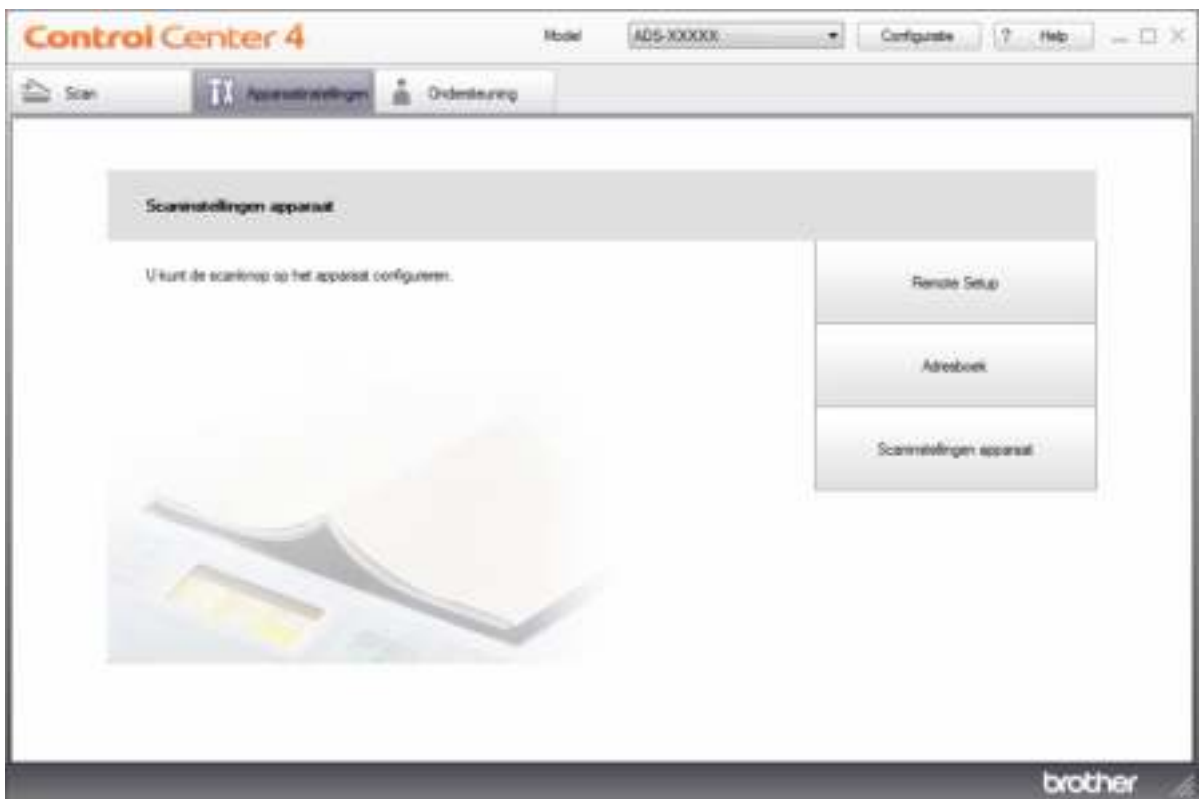 Control Center 4
Model
ADS-XXXXX
Configuratie
? Help
Scan
Apparaatinstellingen
Ondersteuning
Scaninstellingen apparaat
U kunt de scanknop op het apparaat configureren.
Remote Setup
Adresboek
Scaninstellingen apparaat
brother